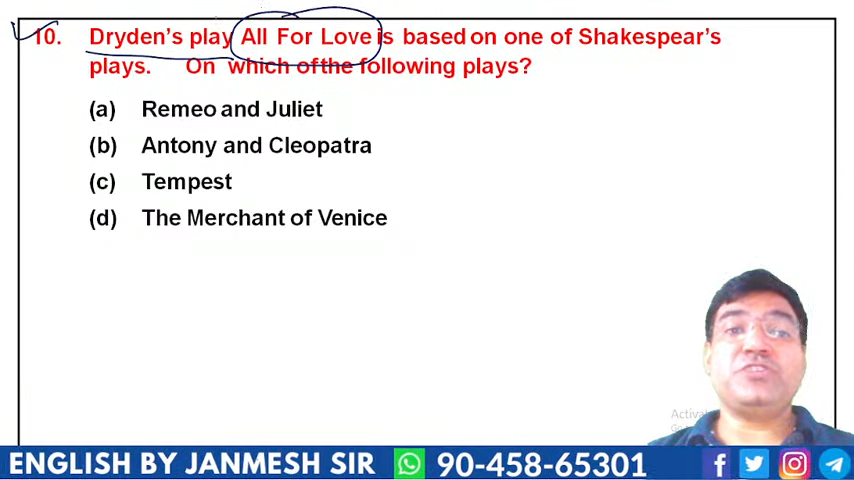 10. Dryden's play All For Love is based on one of Shakespear's
plays. On which of the following plays?
(a) Remeo and Juliet
(b) Antony and Cleopatra
(c) Tempest
(d) The Merchant of Venice
Activat
ENGLISH BY JANMESH SIR 90-458-65301